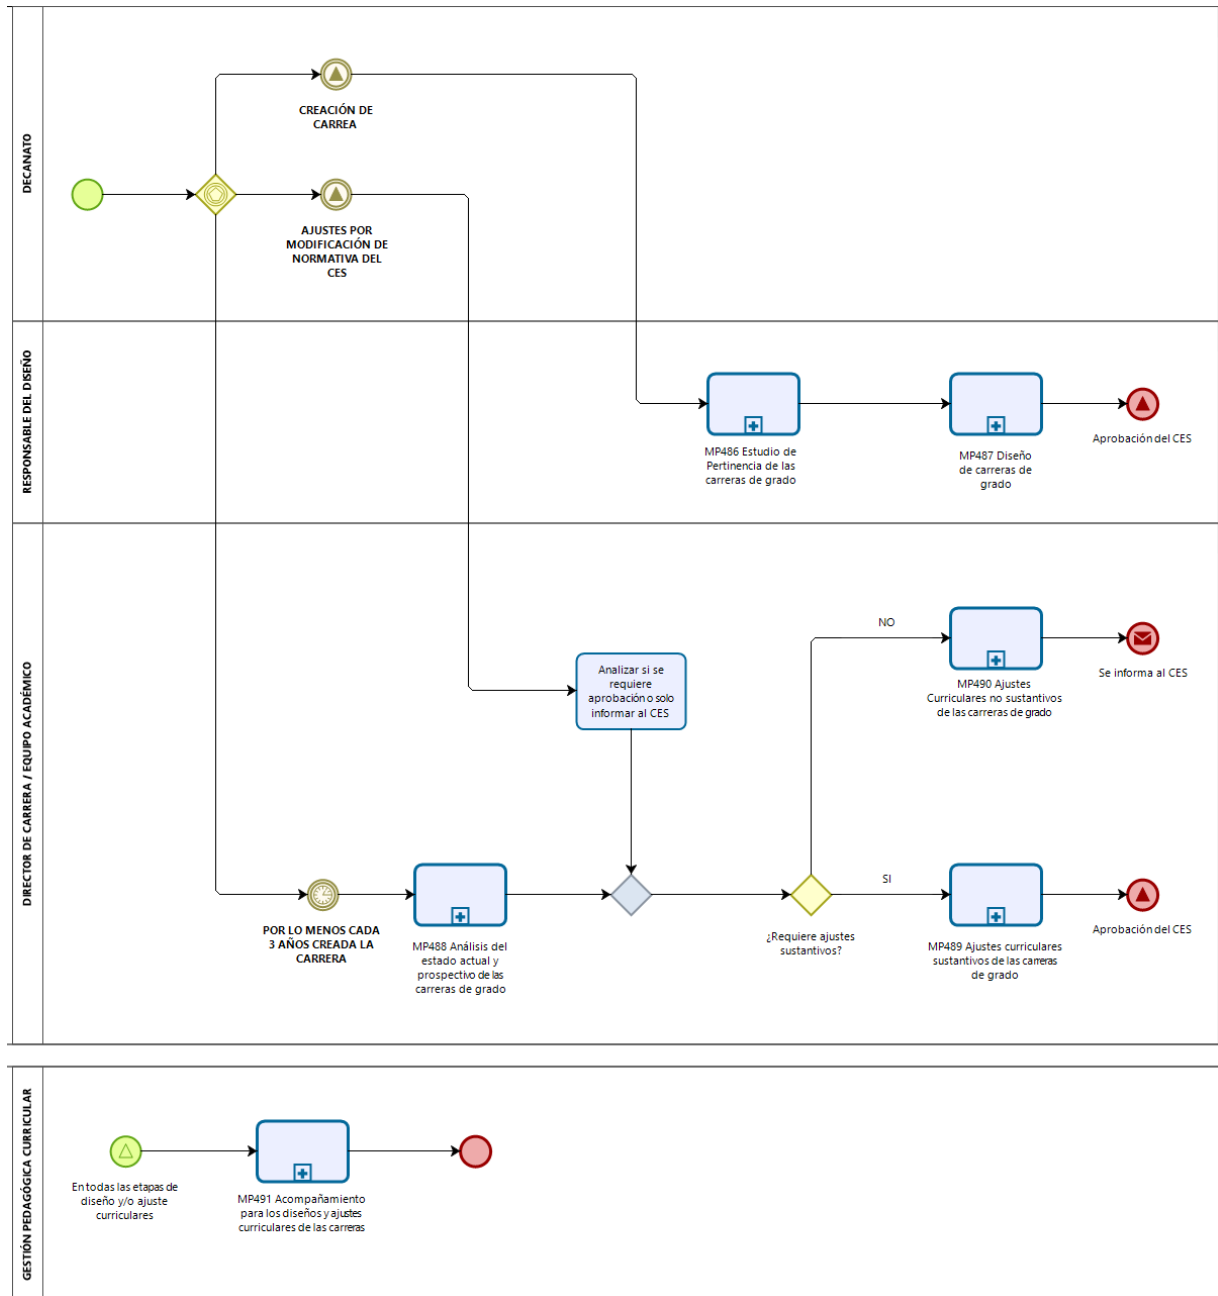 DECANATO
CREACIÓN DE
CARREA
AJUSTES POR
MODIFICACIÓN DE
NORMATIVA DEL
CES
RESPONSABLE DEL DISEÑO
MP486 Estudio de
Pertinencia de las
carreras de grado
MP487 Diseño
de carreras de
grado
Aprobación del CES
DIRECTOR DE CARRERA / EQUIPO ACADÉMICO
Analizar si se
requiere
aprobación o solo
informar al CES
NO
MP490 Ajustes
Curriculares no sustantivos
de las carreras de grado
Se informa al CES
POR LO MENOS CADA
3 AÑOS CREADA LA
CARRERA
MP488 Análisis del
estado actual y
prospectivo de las
carreras de grado
¿Requiere ajustes
sustantivos?
SI
MP489 Ajustes curriculares
sustantivos de las carreras
de grado
Aprobación del CES
GESTIÓN PEDAGÓGICA CURRICULAR
En todas las etapas de
diseño y/o ajuste
curriculares
MP491 Acompañamiento
para los diseños y ajustes
curriculares de las carreras